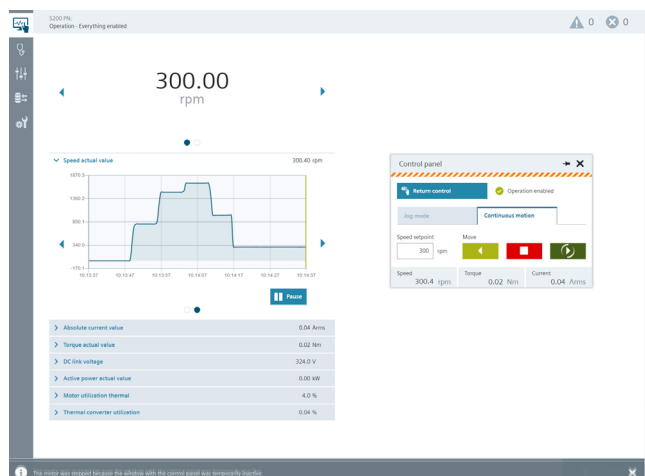 S200 PN:
Operation - Everything enabled
0
0
300.00
rpm
Speed actual value
300.40 rpm
1870.3
1360.2
850.1
340.0
-170.1
10:13:37
10:13:47
10:13:57
10:14:07
10:14:17
10:14:27
10:14:37
Pause
Absolute current value
0.04 Arms
Torque actual value
0.02 Nm
DC link voltage
324.0 V
Active power actual value
0.00 kW
Motor utilization thermal
4.0 %
Thermal converter utilization
0.04 %
Control panel
Return control
Operation enabled
Jog mode
Continuous motion
Speed setpoint
Move
300 rpm
Speed
Torque
Current
300.4 rpm
0.02 Nm
0.04 Arms
The motor was stopped because the window with the control panel was temporarily inactive.